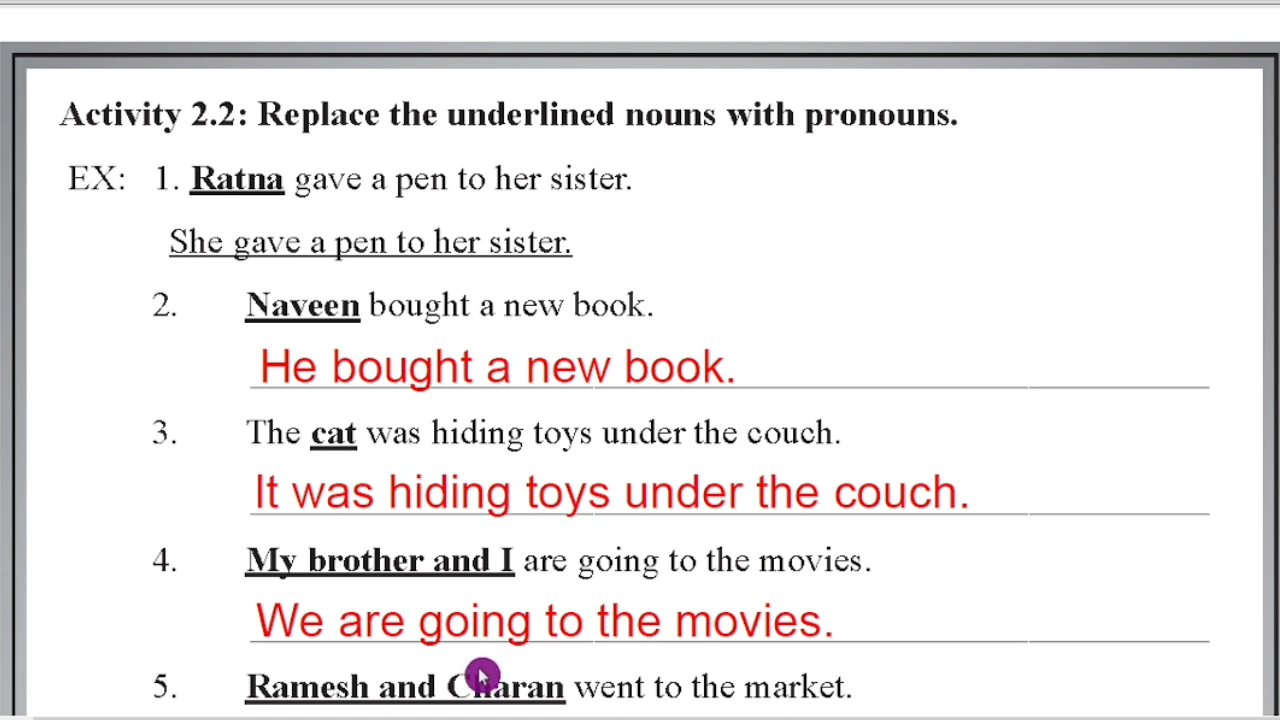 Activity 2.2: Replace the underlined nouns with pronouns.
EX: 1. Ratna gave a pen to her sister.
She gave a pen to her sister.
2. Naveen bought a new book.
He bought a new book.
3. The cat was hiding toys under the couch.
It was hiding toys under the couch.
4. My brother and I are going to the movies.
We are going to the movies.
5. Ramesh and Charan went to the market.